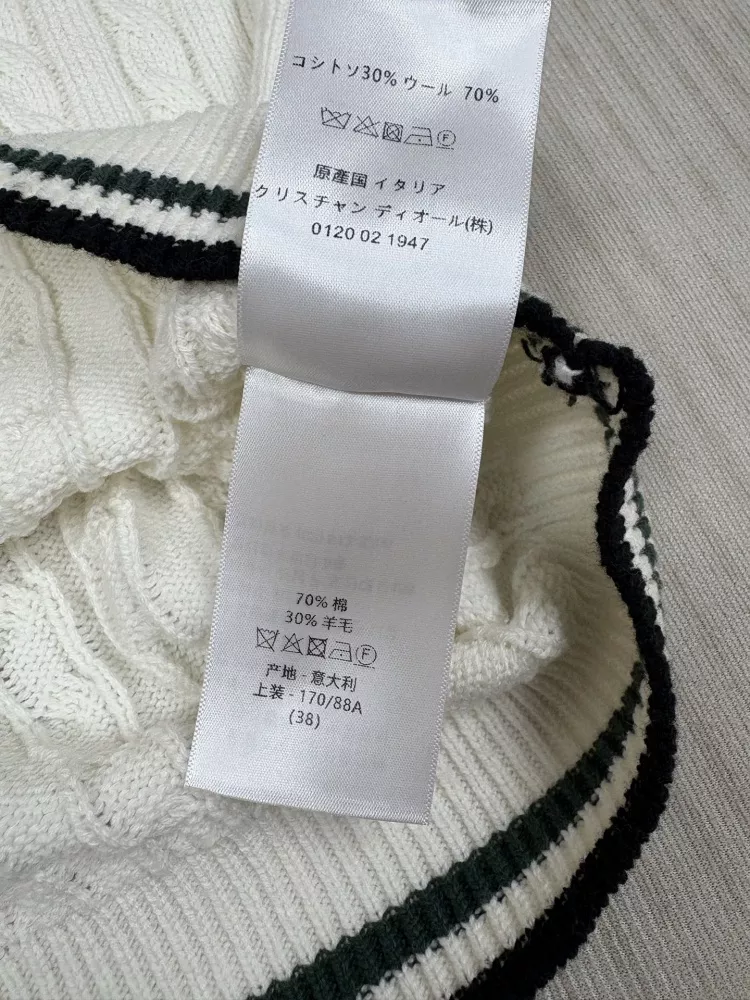 コシトソ30% ウール 70%
F
原産国 イタリア
クリスチャン ディオール(株)
0120 02 1947
70% 棉
30% 羊毛
F
产地 - 意大利
上装 - 170/88A
(38)